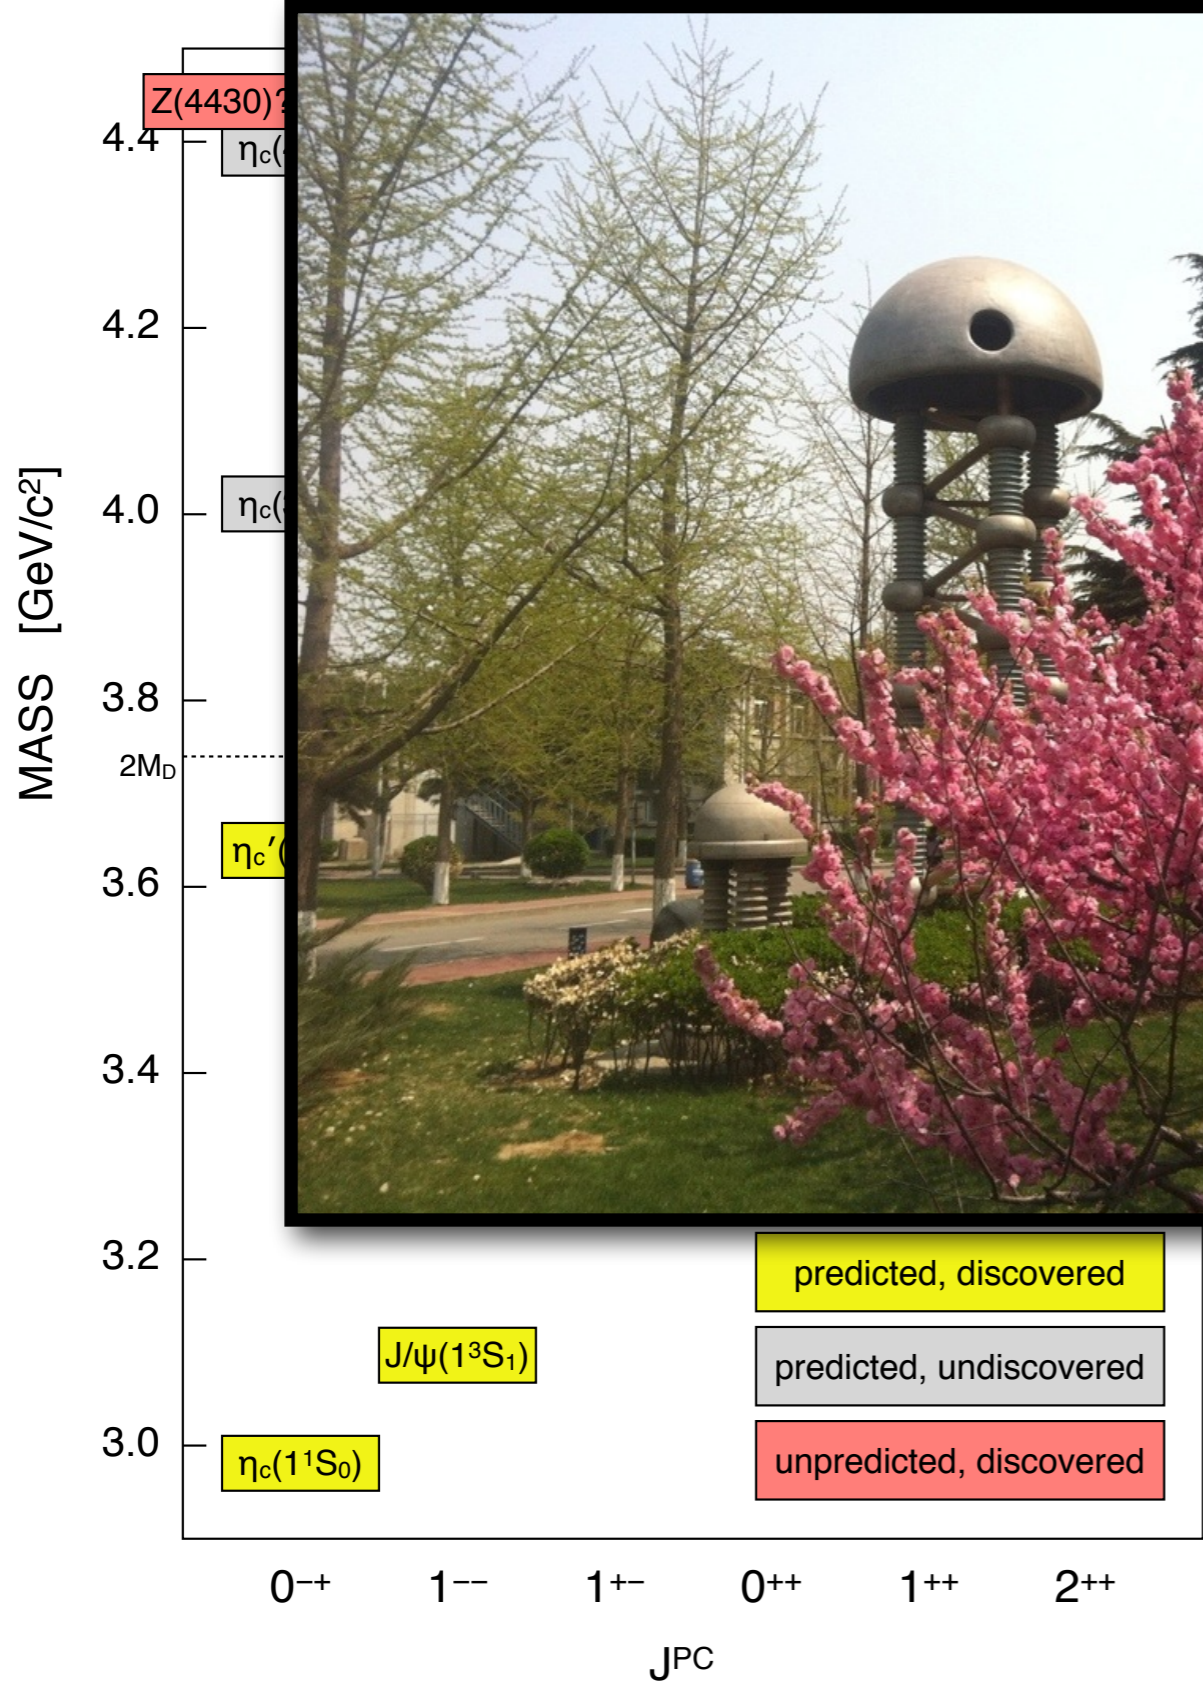 Z(4430)?
4.4
ηc(
4.2
4.0
ηc(
MASS [GeV/c²]
3.8
2M_D
ηc′(
3.6
3.4
3.2
predicted, discovered
J/ψ(1³S₁)
predicted, undiscovered
3.0
ηc(1¹S₀)
unpredicted, discovered
0⁻⁺ 1⁻⁻ 1⁺⁻ 0⁺⁺ 1⁺⁺ 2⁺⁺
Jᴾᶜ